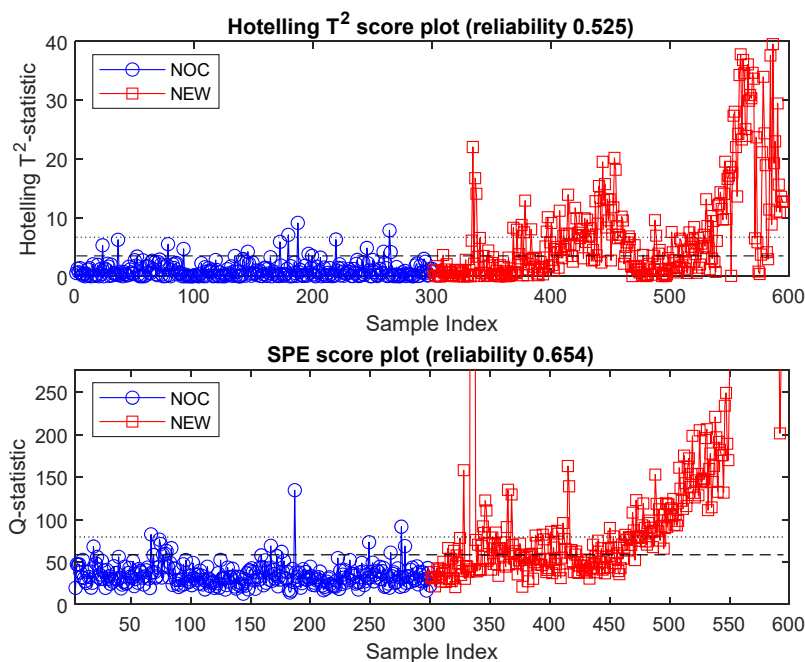 Hotelling T² score plot (reliability 0.525)
40
30
20
10
0
Hotelling T²-statistic
NOC
NEW
0 100 200 300 400 500 600
Sample Index
SPE score plot (reliability 0.654)
250
200
150
100
50
0
Q-statistic
NOC
NEW
50 100 150 200 250 300 350 400 450 500 550 600
Sample Index